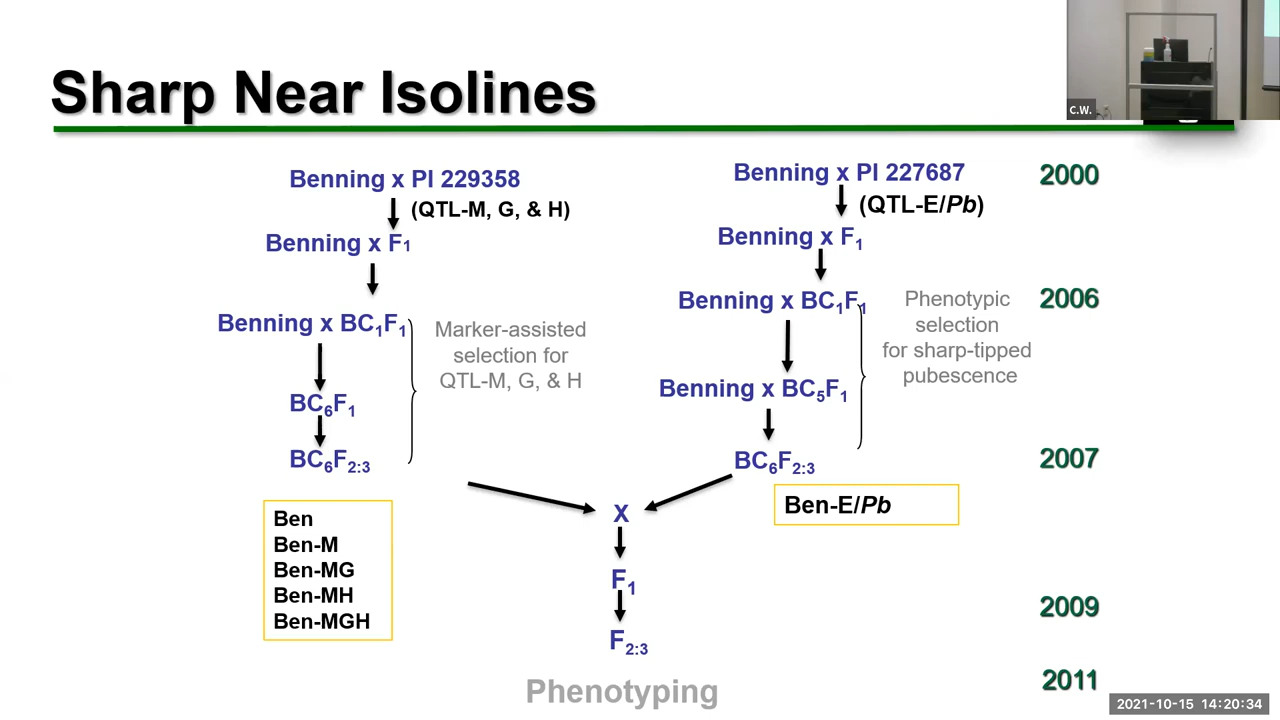 Sharp Near Isolines
C.W.
Benning x PI 229358
(QTL-M, G, & H)
Benning x F1
Benning x BC1F1
BC6F1
BC6F2:3
Marker-assisted
selection for
QTL-M, G, & H
Ben
Ben-M
Ben-MG
Ben-MH
Ben-MGH
Benning x PI 227687
(QTL-E/Pb)
Benning x F1
Benning x BC1F1
Benning x BC5F1
BC6F2:3
Phenotypic
selection
for sharp-tipped
pubescence
Ben-E/Pb
X
F1
F2:3
Phenotyping
2000
2006
2007
2009
2011
2021-10-15 14:20:34